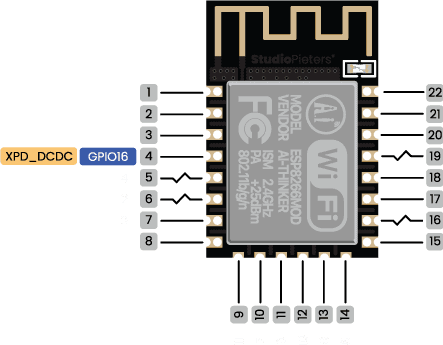 StudioPieters®
1
2
3
XPD_DCDC GPIO16 4
5
6
7
8
22
21
20
19
18
17
16
15
MODEL ESP8266MOD
VENDOR AI-THINKER
ISM 2.4GHz
PA +25dBm
802.11b/g/n
FC
Ai
WiFi
9
10
11
12
13
14